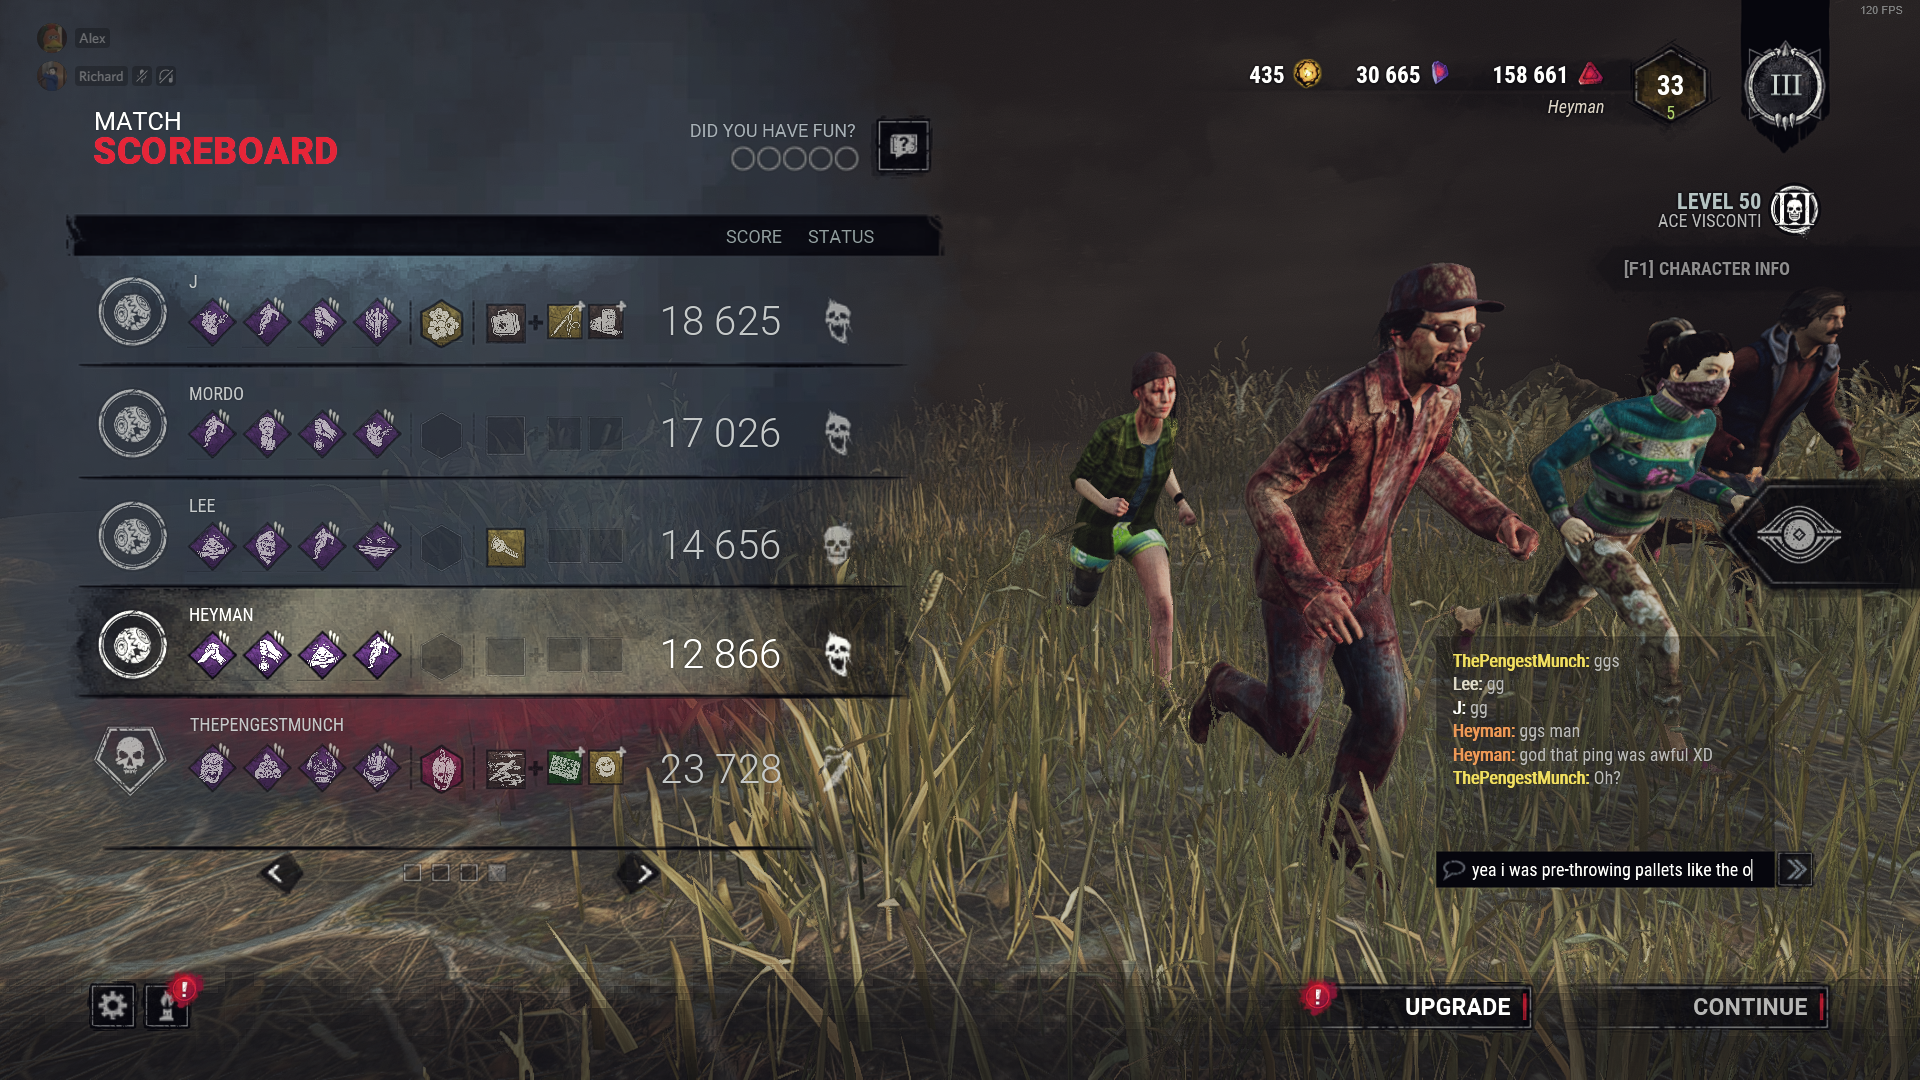 120 FPS
Alex
Richard
435
30 665
158 661
Heyman
33
5
III
MATCH
SCOREBOARD
DID YOU HAVE FUN?
?
LEVEL 50
ACE VISCONTI
[F1] CHARACTER INFO
SCORE STATUS
J
18 625
MORDO
17 026
LEE
14 656
HEYMAN
12 866
THEPENGESTMUNCH
23 728
ThePengestMunch: ggs
Lee: gg
J: gg
Heyman: ggs man
Heyman: god that ping was awful XD
ThePengestMunch: Oh?
yea i was pre-throwing pallets like the o
!
! UPGRADE
CONTINUE